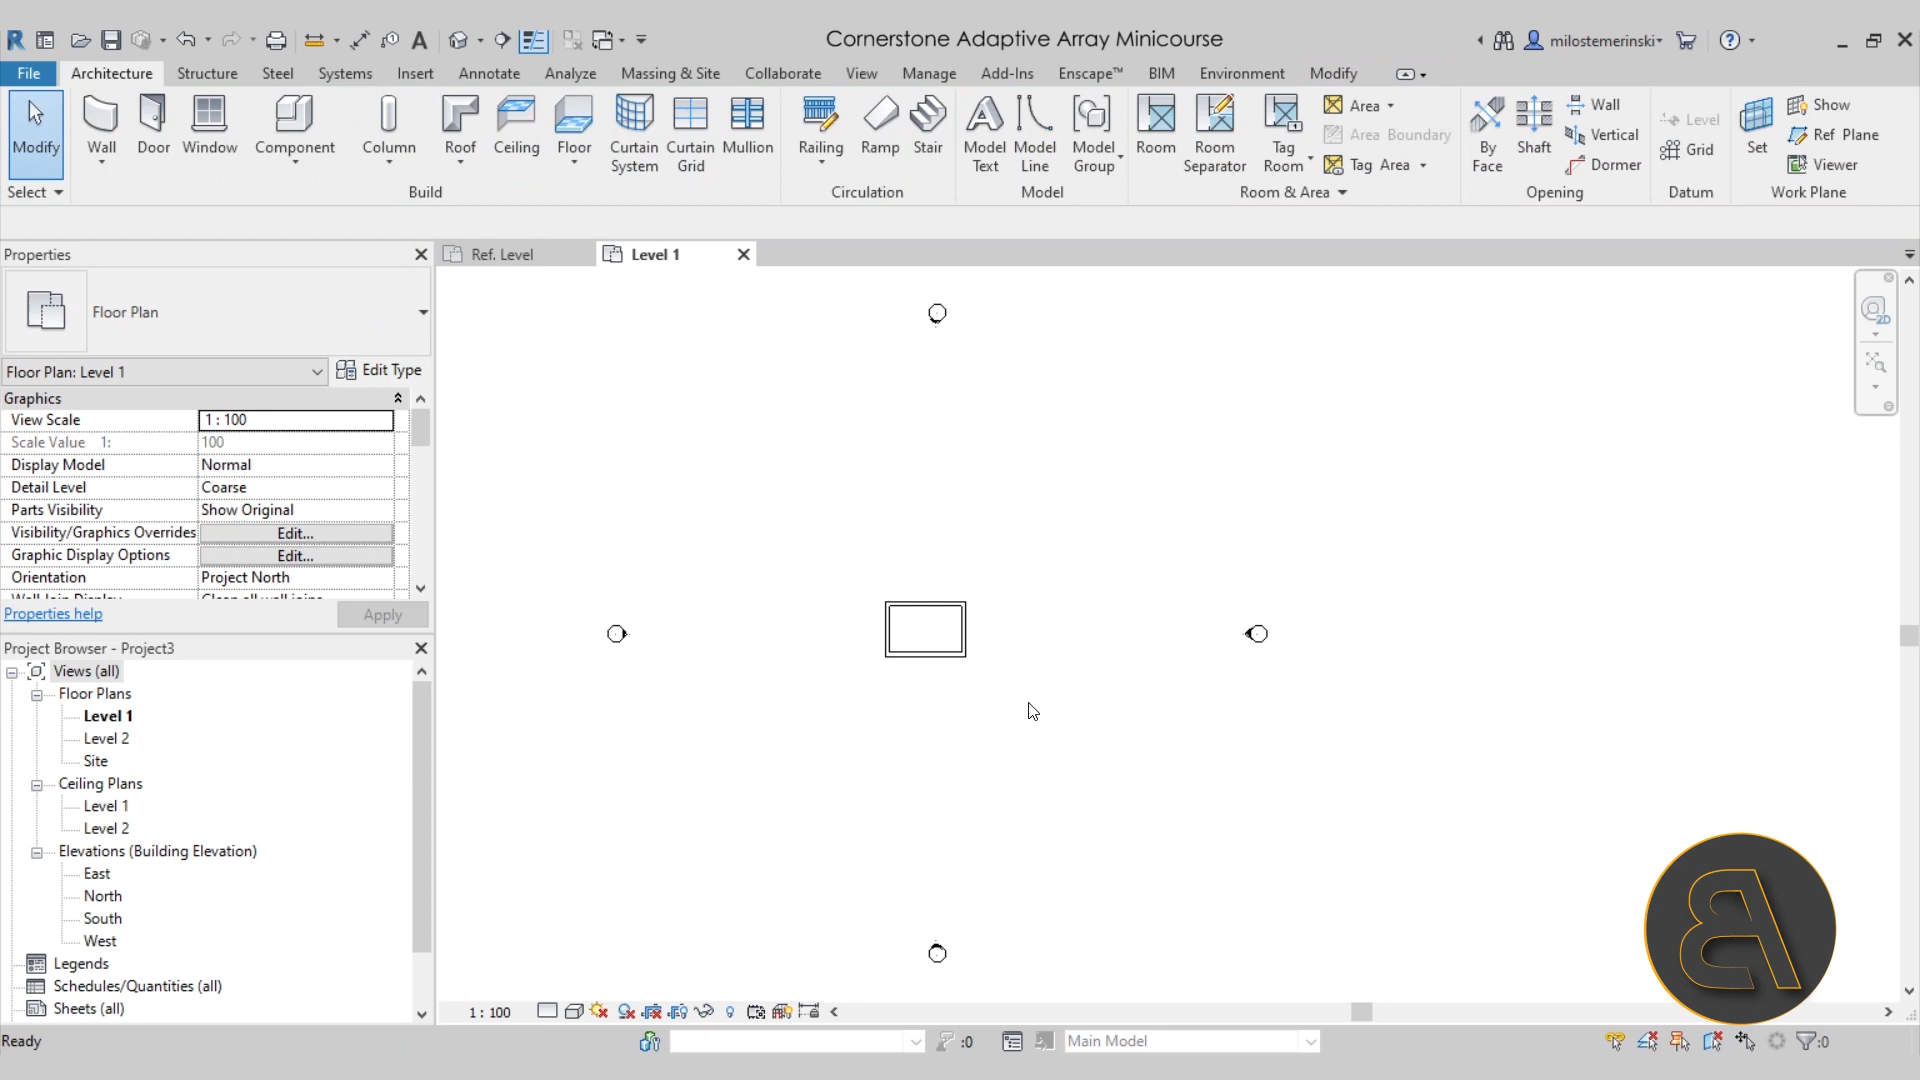 Cornerstone Adaptive Array Minicourse
milostemerinski
File Architecture Structure Steel Systems Insert Annotate Analyze Massing & Site Collaborate View Manage Add-Ins Enscape™ BIM Environment Modify
Modify
Wall
Door
Window
Component
Column
Roof
Ceiling
Floor
Curtain System
Curtain Grid
Mullion
Railing
Ramp
Stair
Model Text
Model Line
Model Group
Room
Room Separator
Tag Room
Area
Area Boundary
Tag Area
By Face
Shaft
Wall
Vertical
Dormer
Level
Grid
Set
Show
Ref Plane
Viewer
Select Build Circulation Model Room & Area Opening Datum Work Plane
Properties
Ref. Level
Level 1
2D
Floor Plan
Floor Plan: Level 1
Edit Type
Graphics
View Scale 1 : 100
Scale Value 1: 100
Display Model Normal
Detail Level Coarse
Parts Visibility Show Original
Visibility/Graphics Overrides Edit...
Graphic Display Options Edit...
Orientation Project North
Properties help
Apply
Project Browser - Project3
Views (all)
Floor Plans
Level 1
Level 2
Site
Ceiling Plans
Level 1
Level 2
Elevations (Building Elevation)
East
North
South
West
Legends
Schedules/Quantities (all)
Sheets (all)
1 : 100
Ready
:0
Main Model
:0